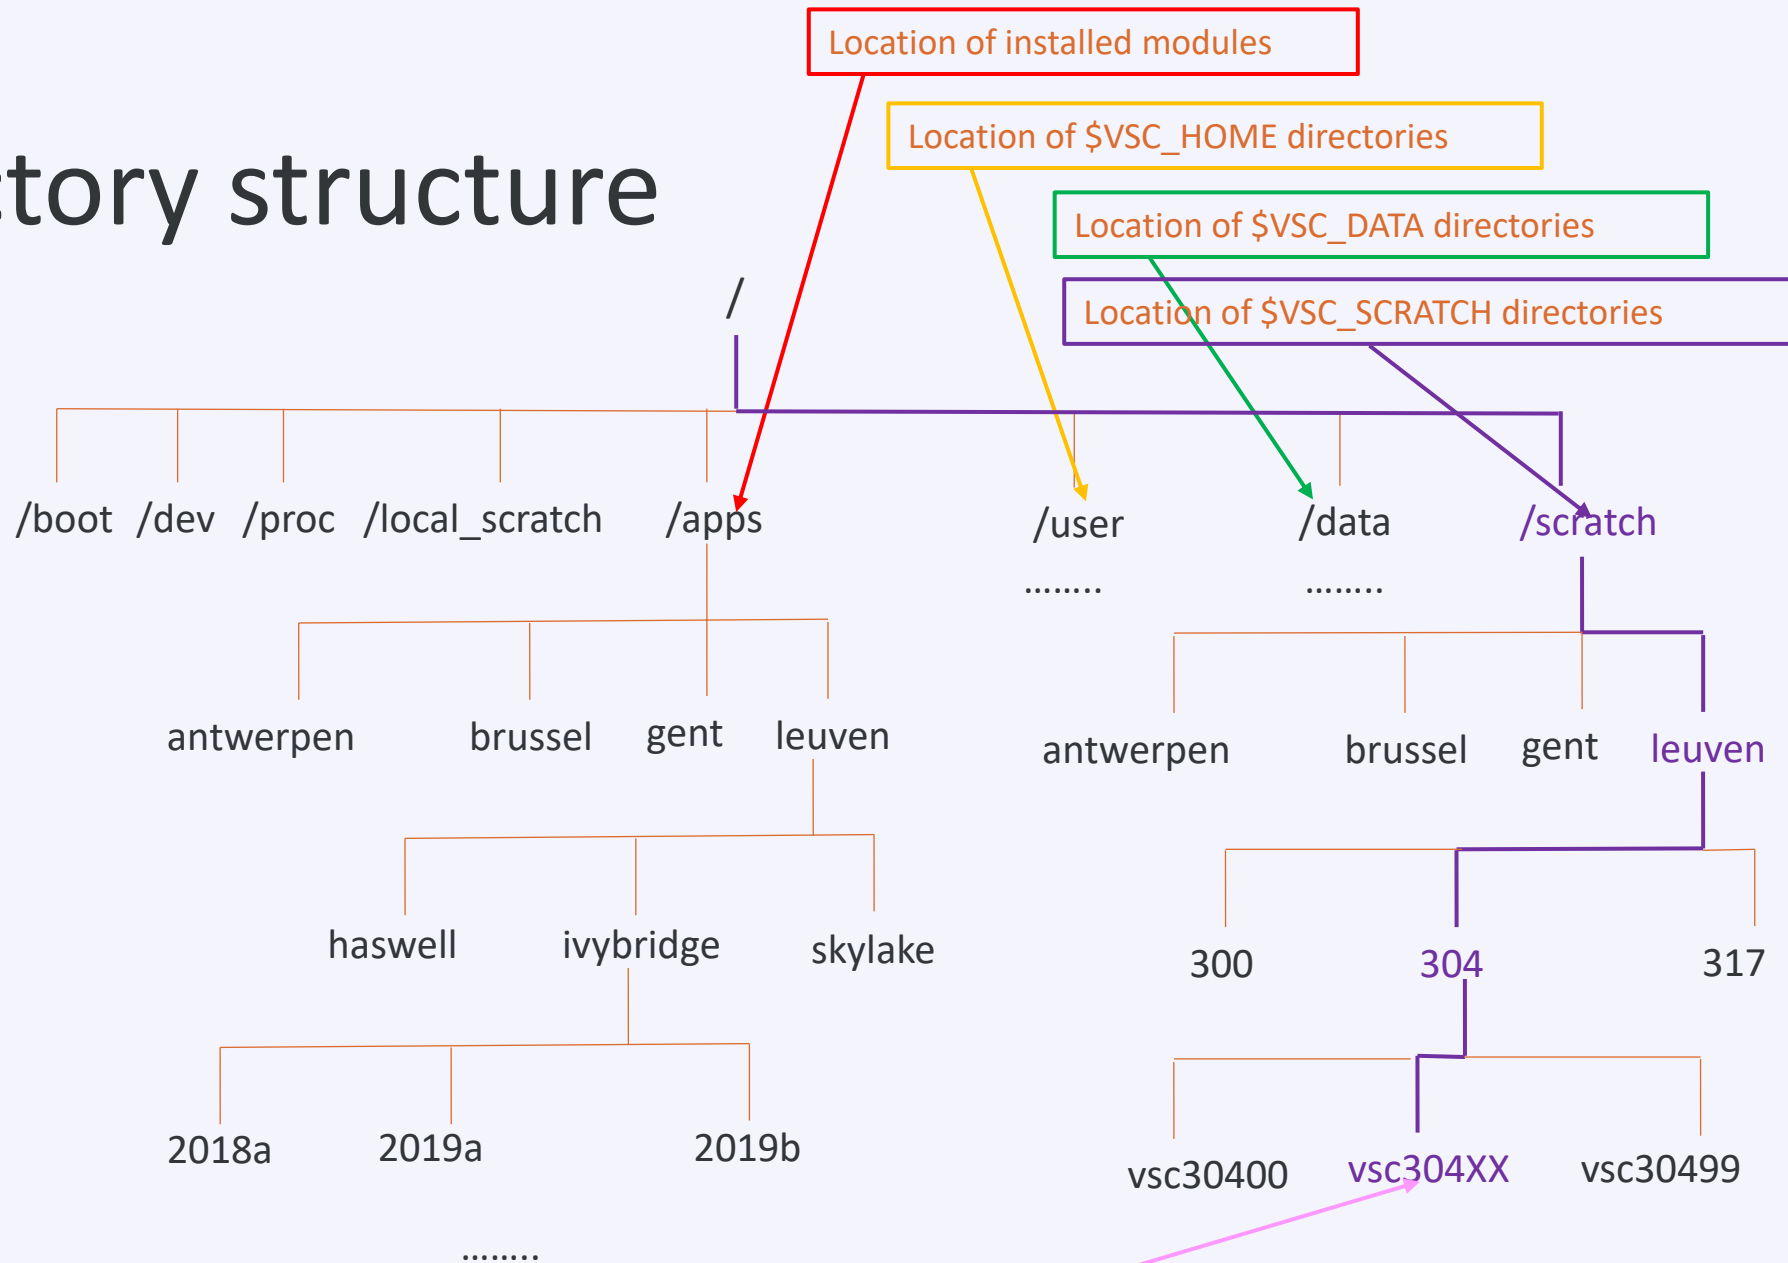 Location of installed modules
Location of $VSC_HOME directories
ctory structure
Location of $VSC_DATA directories
/
Location of $VSC_SCRATCH directories
/boot /dev /proc /local_scratch /apps /user /data /scratch
........ ........
antwerpen brussel gent leuven antwerpen brussel gent leuven
haswell ivybridge skylake 300 304 317
2018a 2019a 2019b vsc30400 vsc304XX vsc30499
........